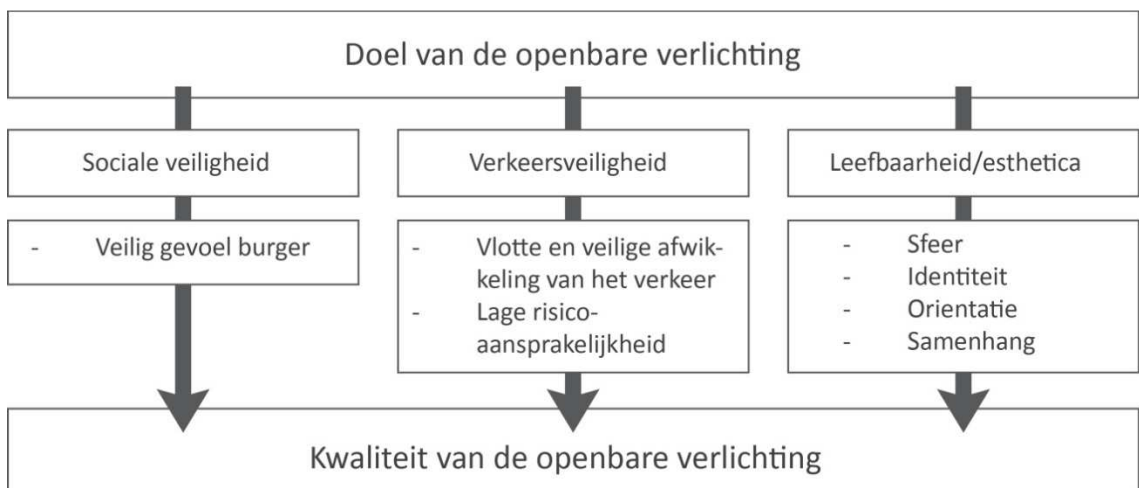 Doel van de openbare verlichting
Sociale veiligheid
- Veilig gevoel burger
Verkeersveiligheid
- Vlotte en veilige afwik-
keling van het verkeer
- Lage risico-
aansprakelijkheid
Leefbaarheid/esthetica
- Sfeer
- Identiteit
- Orientatie
- Samenhang
Kwaliteit van de openbare verlichting